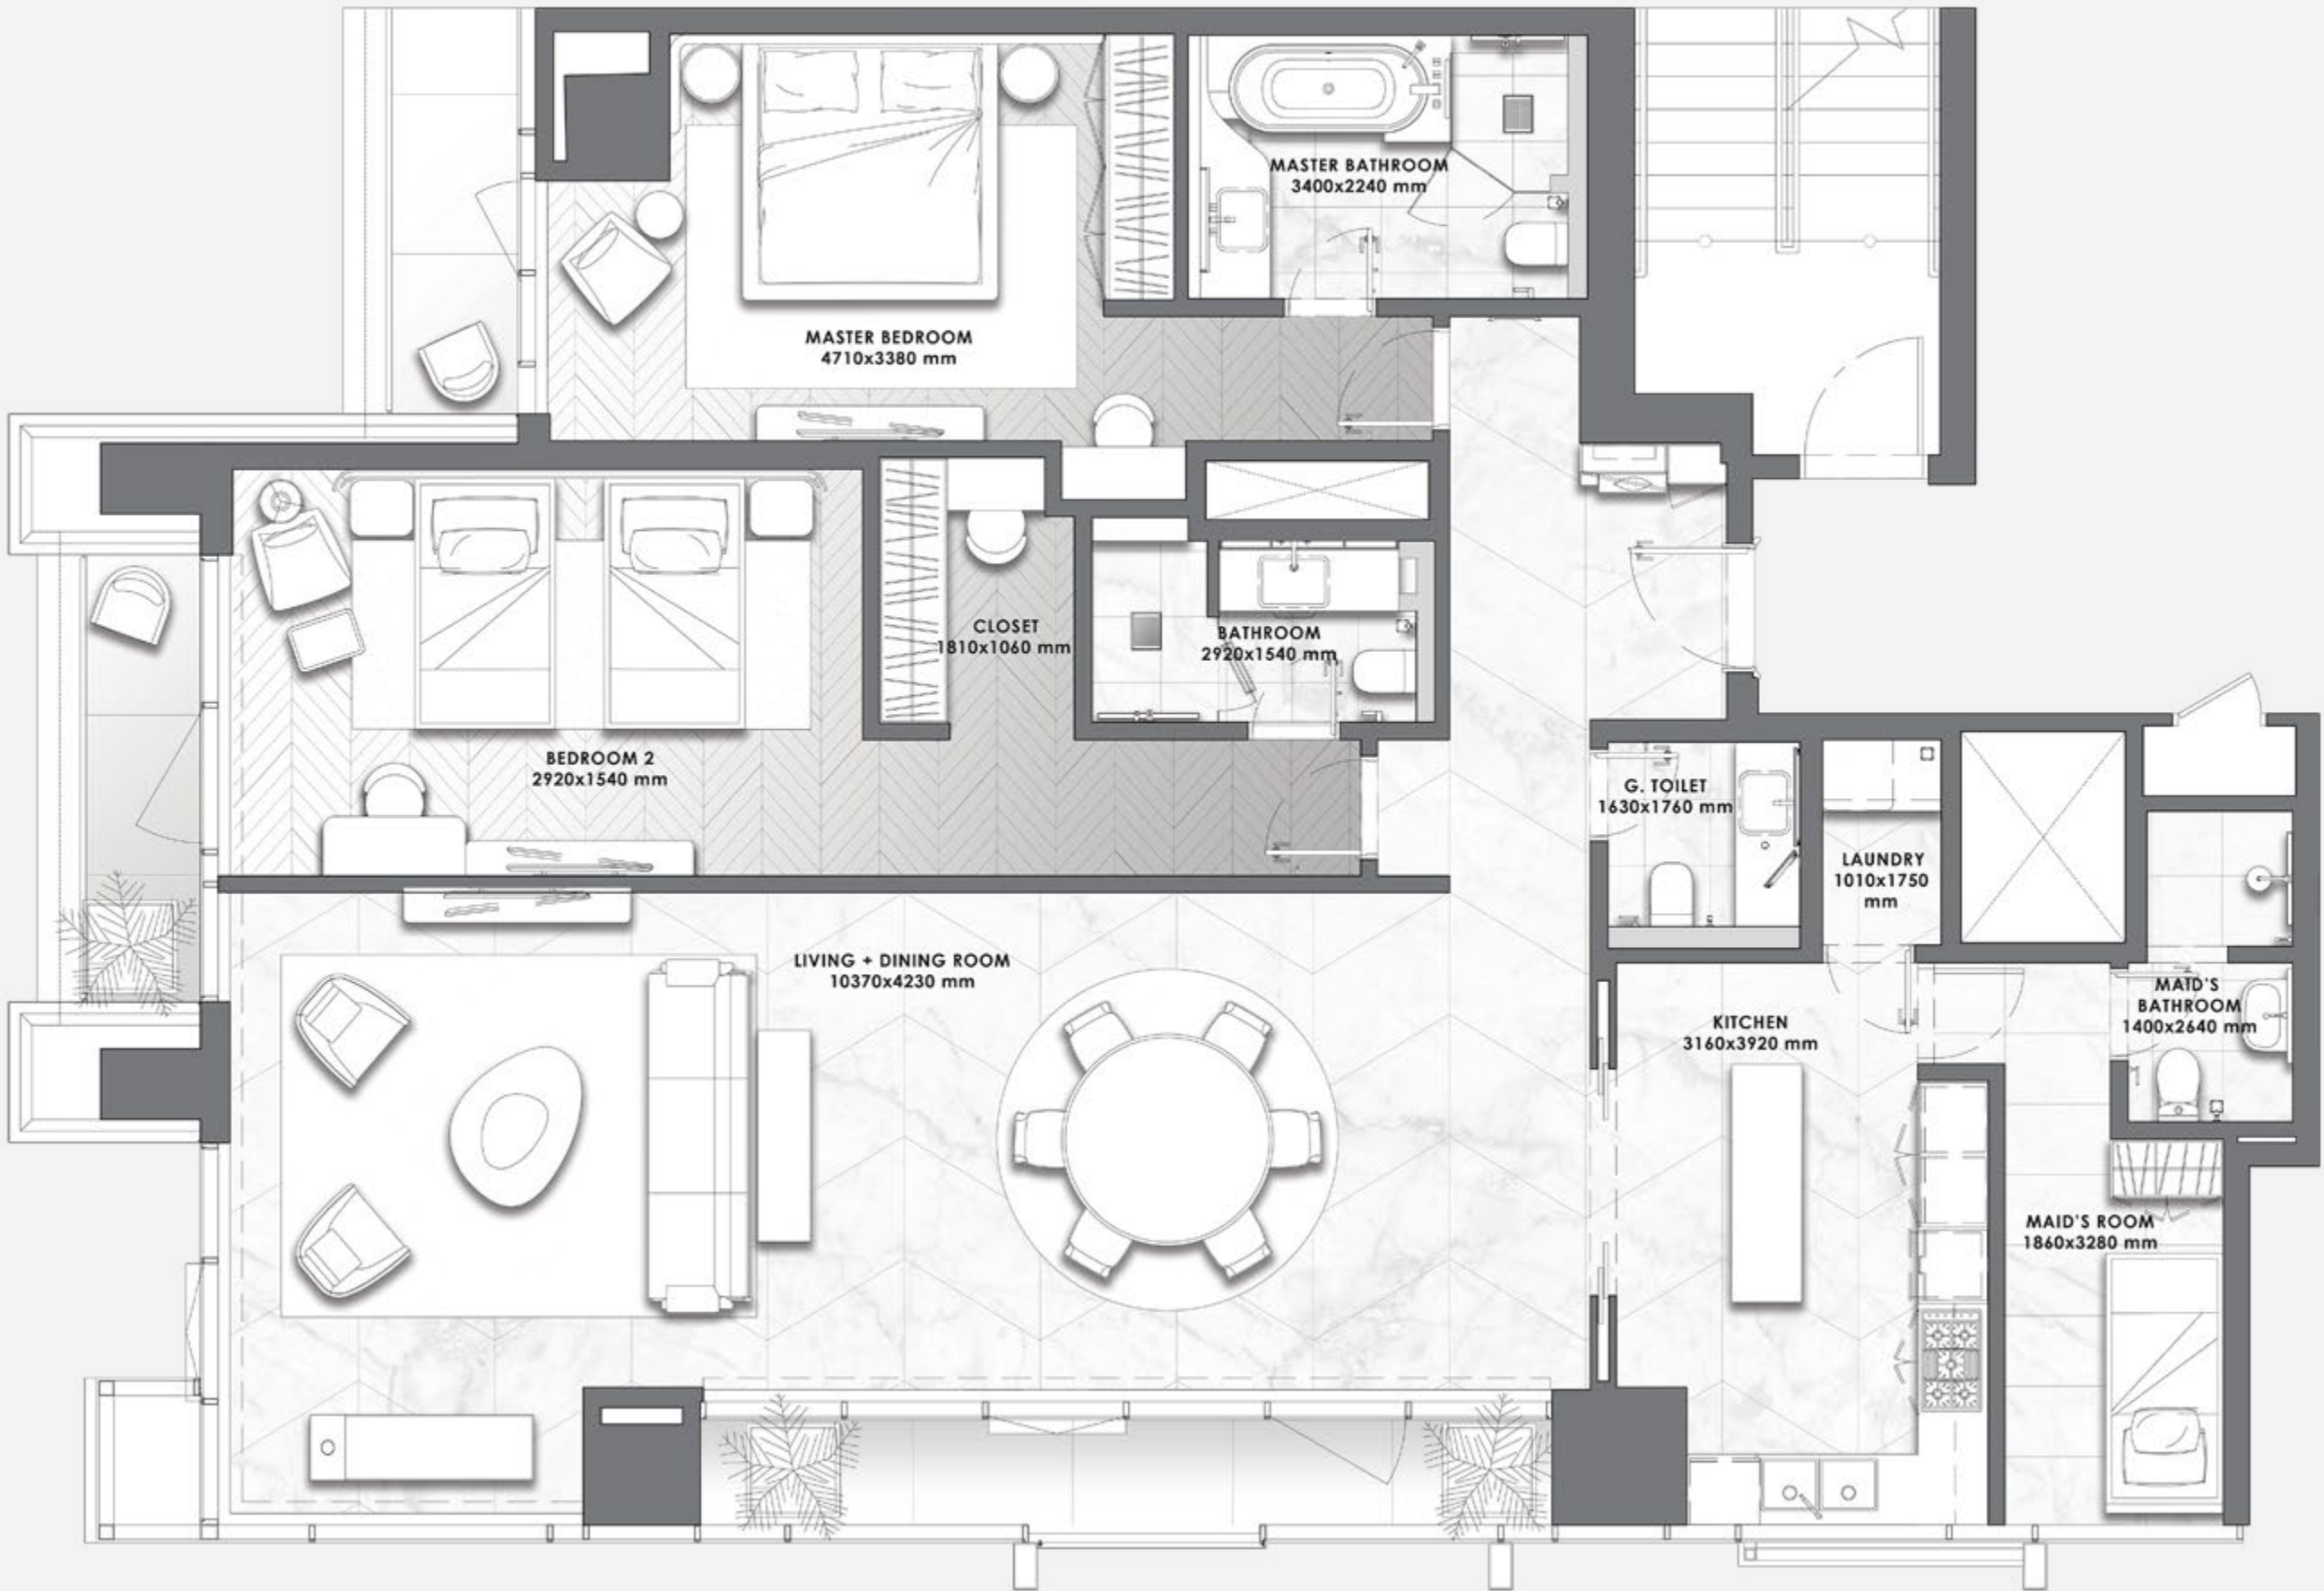 MASTER BATHROOM
3400x2240 mm
MASTER BEDROOM
4710x3380 mm
CLOSET
1810x1060 mm
BATHROOM
2920x1540 mm
BEDROOM 2
2920x1540 mm
G. TOILET
1630x1760 mm
LAUNDRY
1010x1750
mm
LIVING + DINING ROOM
10370x4230 mm
KITCHEN
3160x3920 mm
MAID'S
BATHROOM
1400x2640 mm
MAID'S ROOM
1860x3280 mm